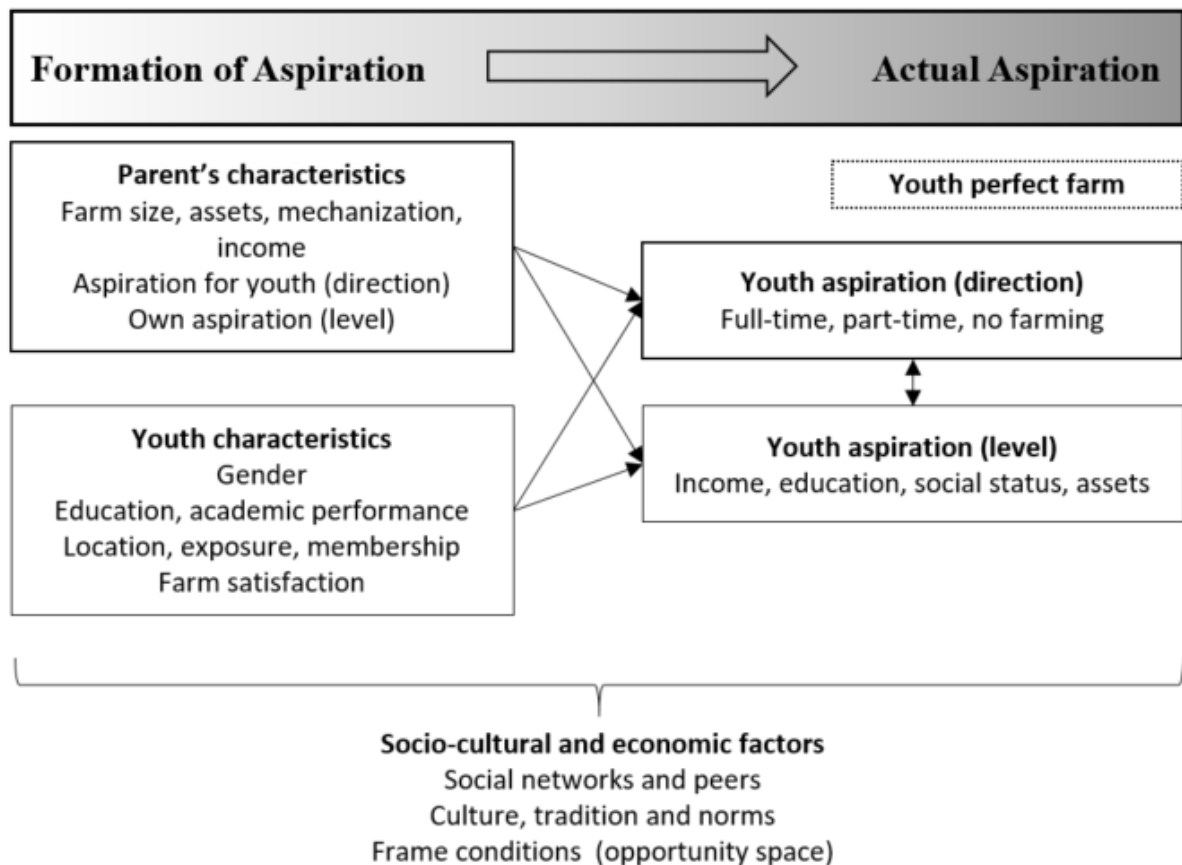 Formation of Aspiration
Actual Aspiration
Parent's characteristics
Farm size, assets, mechanization,
income
Aspiration for youth (direction)
Own aspiration (level)
Youth characteristics
Gender
Education, academic performance
Location, exposure, membership
Farm satisfaction
Youth perfect farm
Youth aspiration (direction)
Full-time, part-time, no farming
Youth aspiration (level)
Income, education, social status, assets
Socio-cultural and economic factors
Social networks and peers
Culture, tradition and norms
Frame conditions (opportunity space)